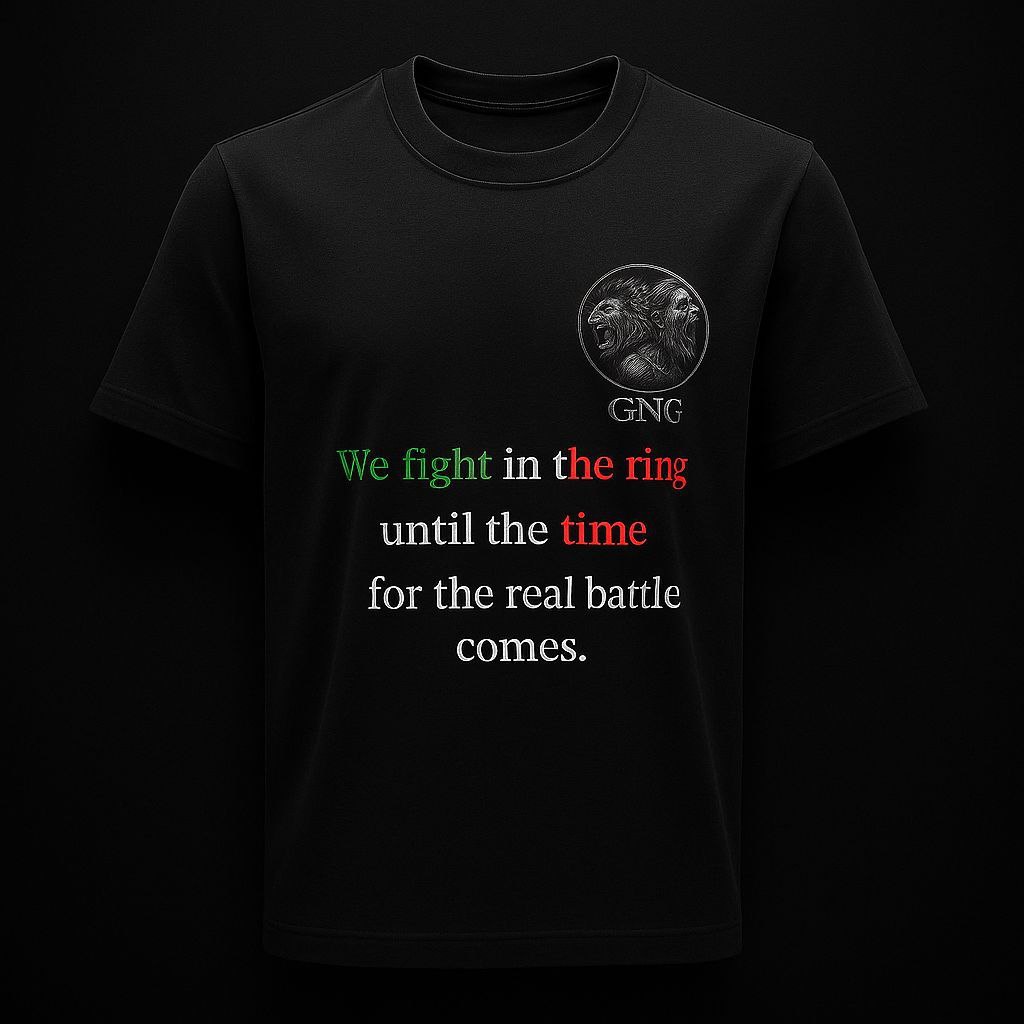 GNG
We fight in the ring
until the time
for the real battle
comes.